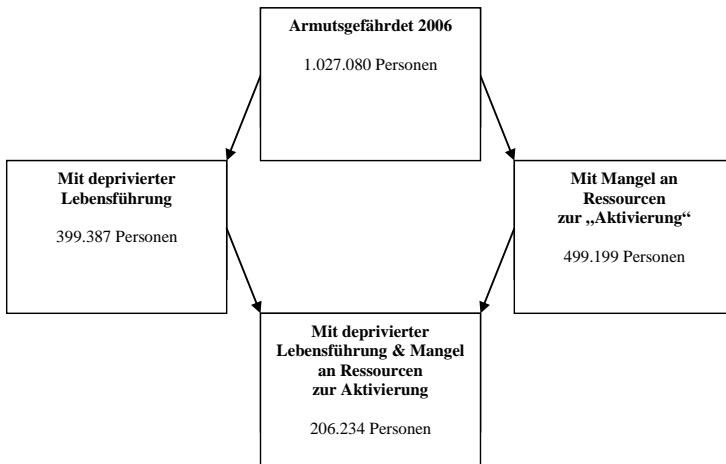 Armutsgefährdet 2006
1.027.080 Personen
Mit deprivierter
Lebensführung
399.387 Personen
Mit Mangel an
Ressourcen
zur „Aktivierung“
499.199 Personen
Mit deprivierter
Lebensführung & Mangel
an Ressourcen
zur Aktivierung
206.234 Personen